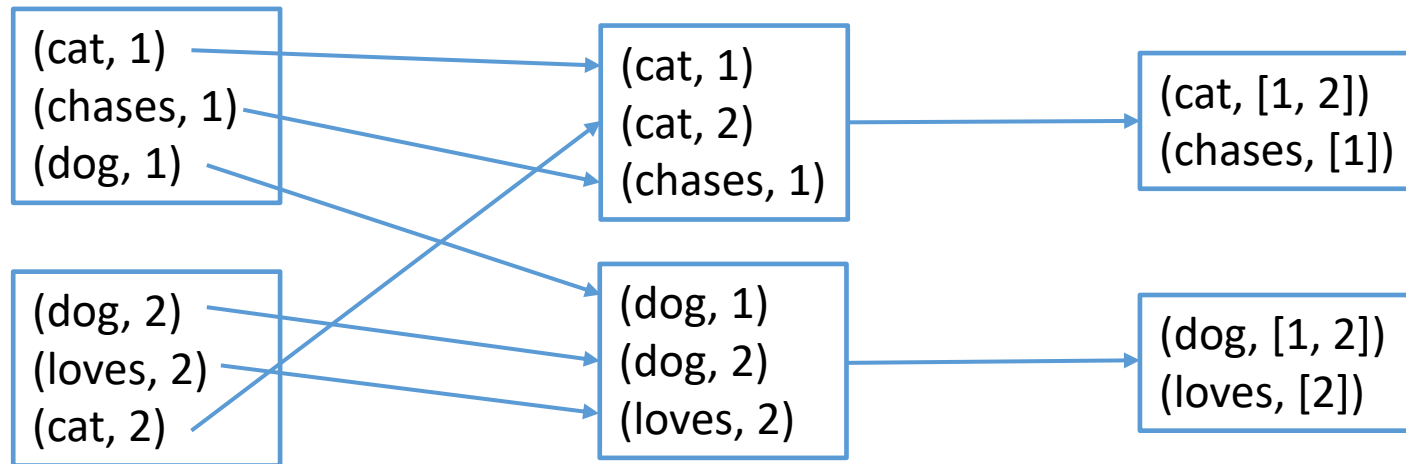 (cat, 1)
(chases, 1)
(dog, 1)
(dog, 2)
(loves, 2)
(cat, 2)
(cat, 1)
(cat, 2)
(chases, 1)
(dog, 1)
(dog, 2)
(loves, 2)
(cat, [1, 2])
(chases, [1])
(dog, [1, 2])
(loves, [2])